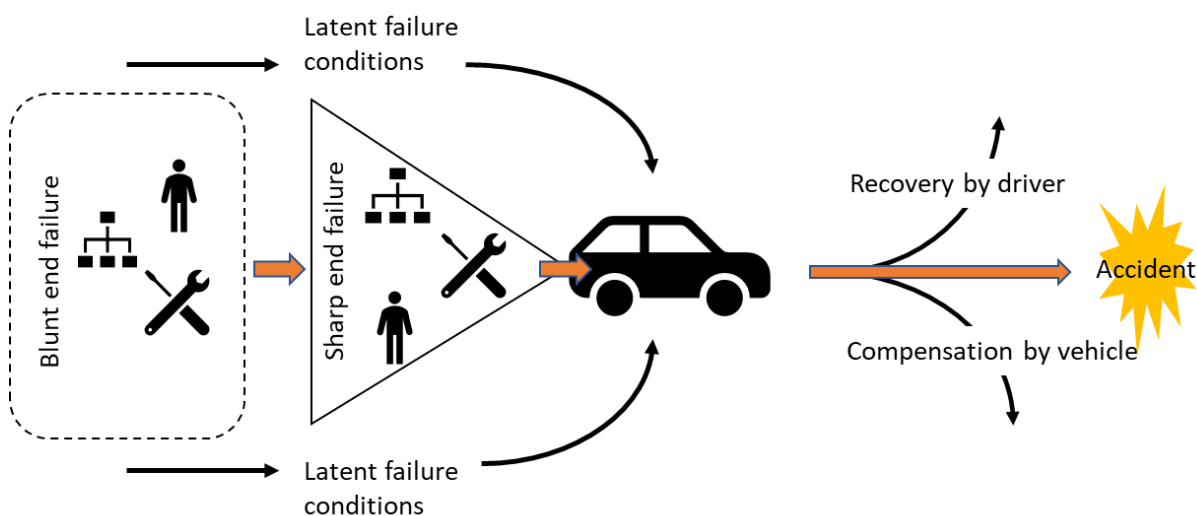 Latent failure
conditions
Blunt end failure
Sharp end failure
Recovery by driver
Accident
Compensation by vehicle
Latent failure
conditions